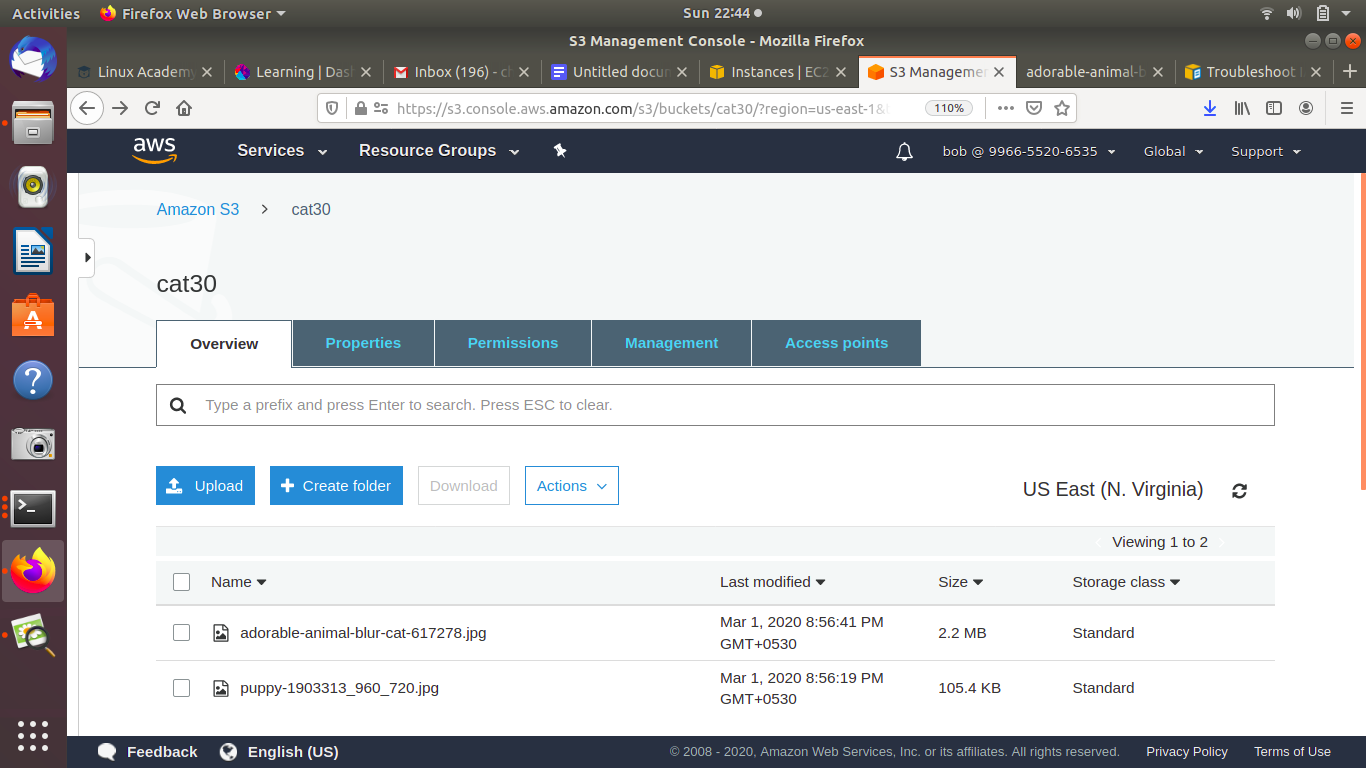 Activities Firefox Web Browser Sun 22:44
S3 Management Console - Mozilla Firefox
Linux Academy Learning | Das Inbox (196) - c Untitled docu Instances | EC2 S3 Manageme adorable-animal-b Troubleshoot
https://s3.console.aws.amazon.com/s3/buckets/cat30/?region=us-east-1& 110%
aws Services Resource Groups bob @ 9966-5520-6535 Global Support
Amazon S3 > cat30
cat30
Overview Properties Permissions Management Access points
Type a prefix and press Enter to search. Press ESC to clear.
Upload Create folder Download Actions US East (N. Virginia)
Viewing 1 to 2
Name Last modified Size Storage class
adorable-animal-blur-cat-617278.jpg Mar 1, 2020 8:56:41 PM GMT+0530 2.2 MB Standard
puppy-1903313_960_720.jpg Mar 1, 2020 8:56:19 PM GMT+0530 105.4 KB Standard
Feedback English (US) © 2008 - 2020, Amazon Web Services, Inc. or its affiliates. All rights reserved. Privacy Policy Terms of Use